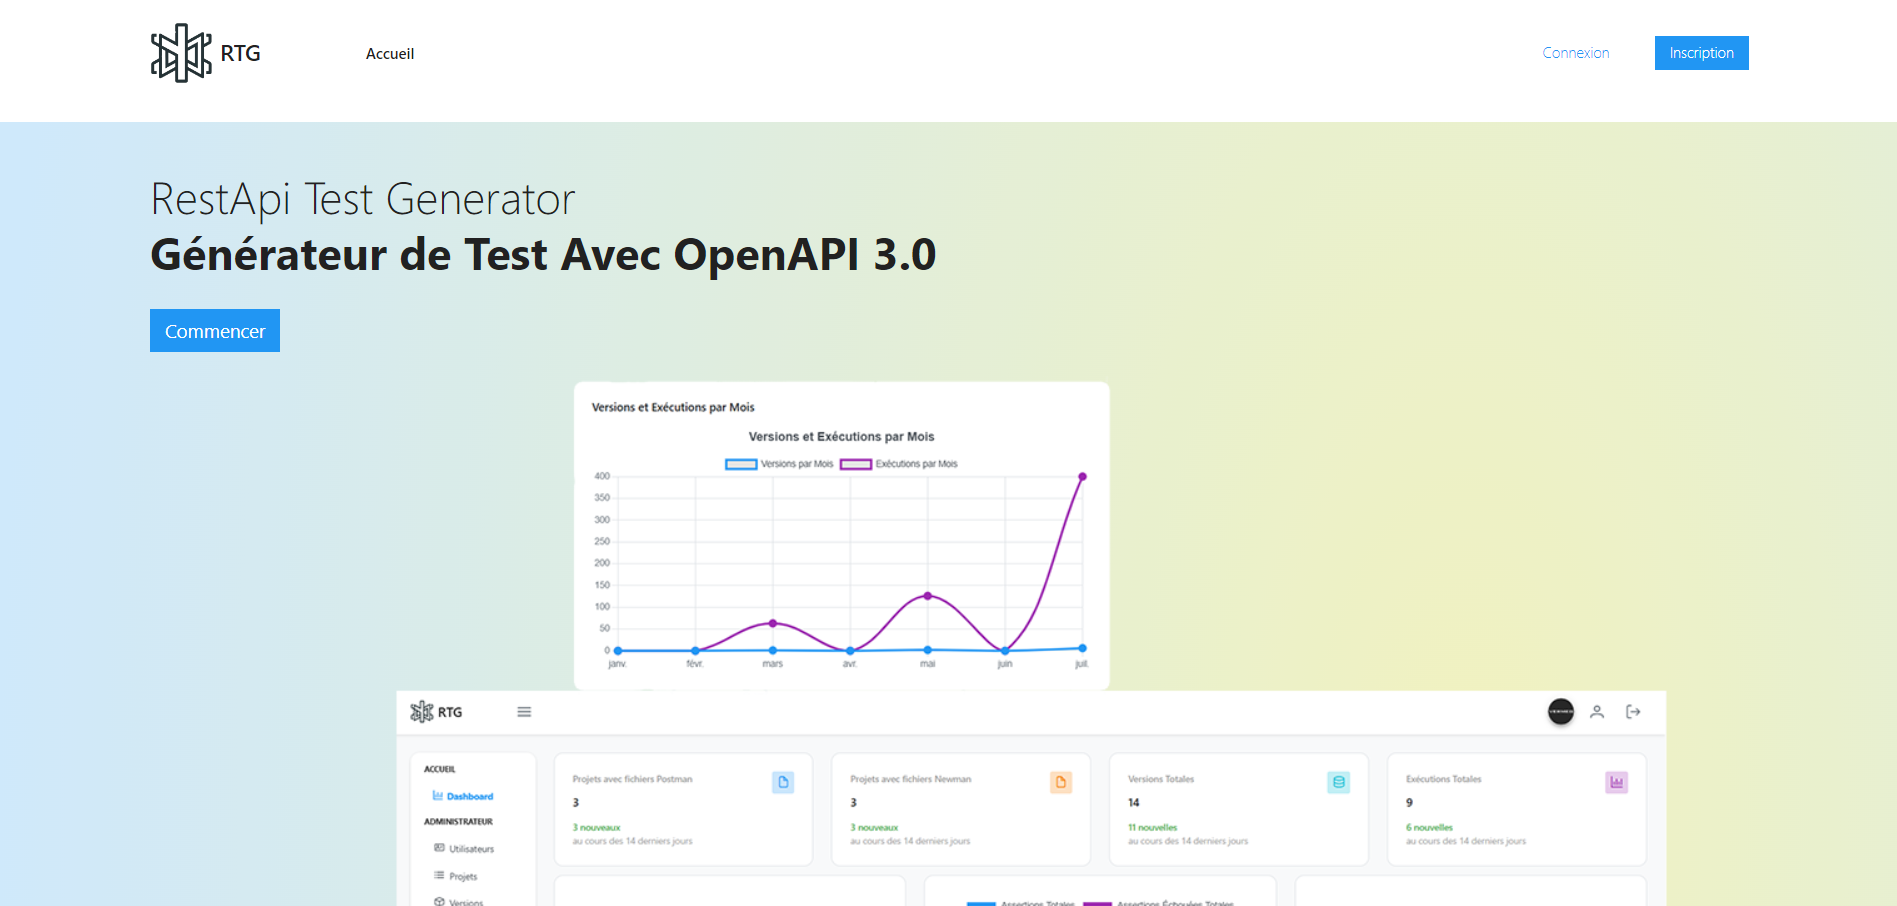 RTG
Accueil
Connexion
Inscription
RestApi Test Generator
Générateur de Test Avec OpenAPI 3.0
Commencer
Versions et Exécutions par Mois
Versions et Exécutions par Mois
Versions par Mois
Exécutions par Mois
400
350
300
250
200
150
100
50
0
janv.
févr.
mars
avr.
mai
juin
juil.
RTG
ACCUEIL
Dashboard
ADMINISTRATEUR
Utilisateurs
Projets
Versions
Projets avec fichiers Postman
3
3 nouveaux
au cours des 14 derniers jours
Projets avec fichiers Newman
3
3 nouveaux
au cours des 14 derniers jours
Versions Totales
14
11 nouvelles
au cours des 14 derniers jours
Exécutions Totales
9
6 nouvelles
au cours des 14 derniers jours
Assertions Totales
Assertions Échouées Totales